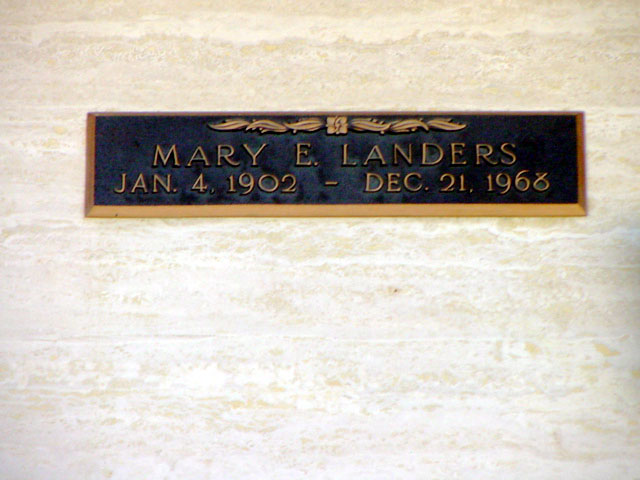 MARY E. LANDERS
JAN. 4, 1902 – DEC. 21, 1968